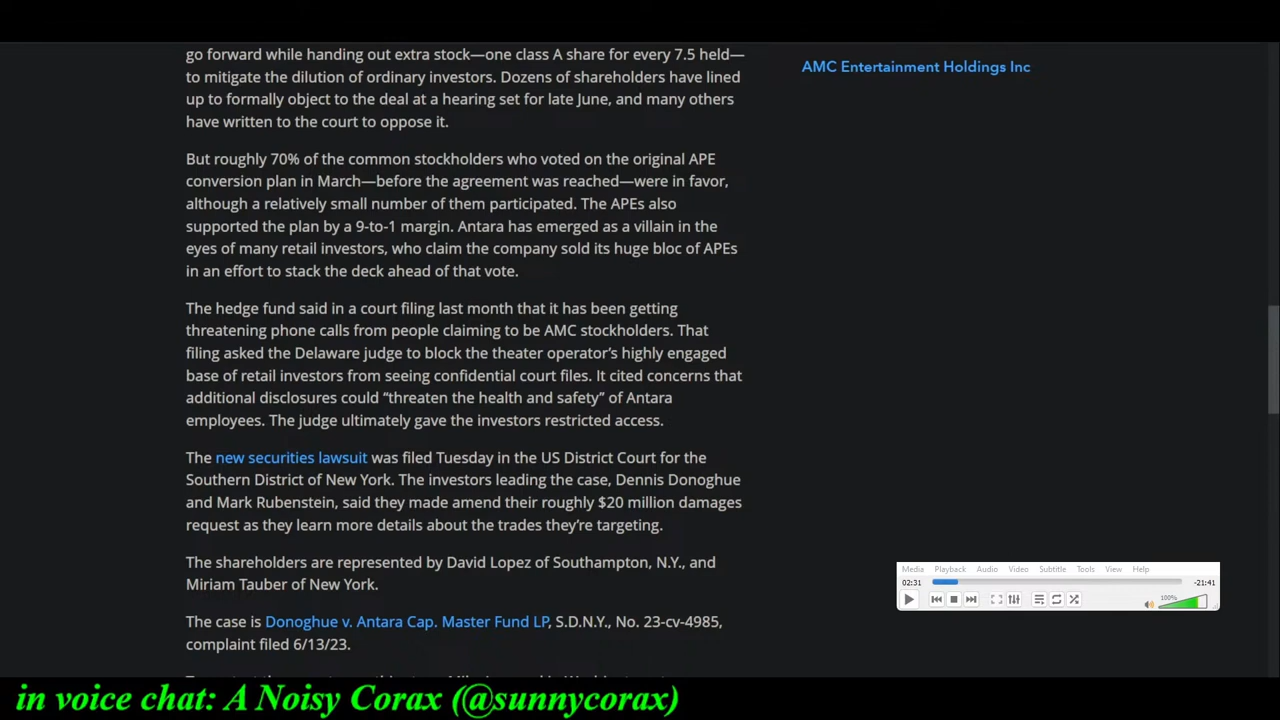 go forward while handing out extra stock—one class A share for every 7.5 held—
to mitigate the dilution of ordinary investors. Dozens of shareholders have lined
up to formally object to the deal at a hearing set for late June, and many others
have written to the court to oppose it.
But roughly 70% of the common stockholders who voted on the original APE
conversion plan in March—before the agreement was reached—were in favor,
although a relatively small number of them participated. The APEs also
supported the plan by a 9-to-1 margin. Antara has emerged as a villain in the
eyes of many retail investors, who claim the company sold its huge bloc of APEs
in an effort to stack the deck ahead of that vote.
The hedge fund said in a court filing last month that it has been getting
threatening phone calls from people claiming to be AMC stockholders. That
filing asked the Delaware judge to block the theater operator’s highly engaged
base of retail investors from seeing confidential court files. It cited concerns that
additional disclosures could “threaten the health and safety” of Antara
employees. The judge ultimately gave the investors restricted access.
The new securities lawsuit was filed Tuesday in the US District Court for the
Southern District of New York. The investors leading the case, Dennis Donoghue
and Mark Rubenstein, said they made amend their roughly $20 million damages
request as they learn more details about the trades they’re targeting.
The shareholders are represented by David Lopez of Southampton, N.Y., and
Miriam Tauber of New York.
The case is Donoghue v. Antara Cap. Master Fund LP, S.D.N.Y., No. 23-cv-4985,
complaint filed 6/13/23.
AMC Entertainment Holdings Inc
Media Playback Audio Video Subtitle Tools View Help
02:31 -21:41
100%
in voice chat: A Noisy Corax (@sunnycorax)